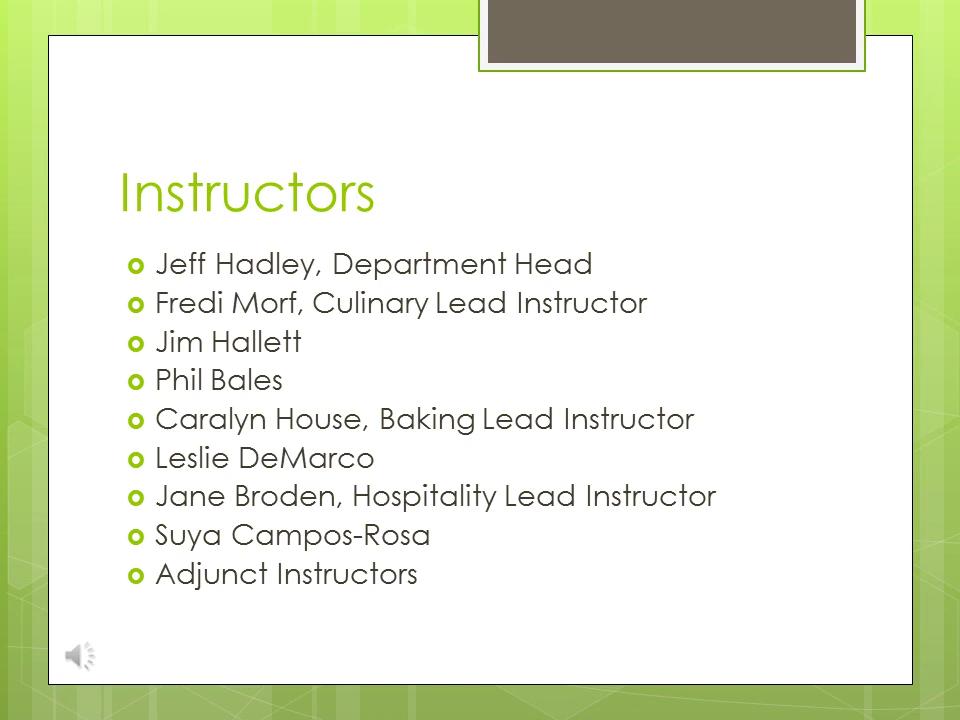 Instructors
Jeff Hadley, Department Head
Fredi Morf, Culinary Lead Instructor
Jim Hallett
Phil Bales
Caralyn House, Baking Lead Instructor
Leslie DeMarco
Jane Broden, Hospitality Lead Instructor
Suya Campos-Rosa
Adjunct Instructors